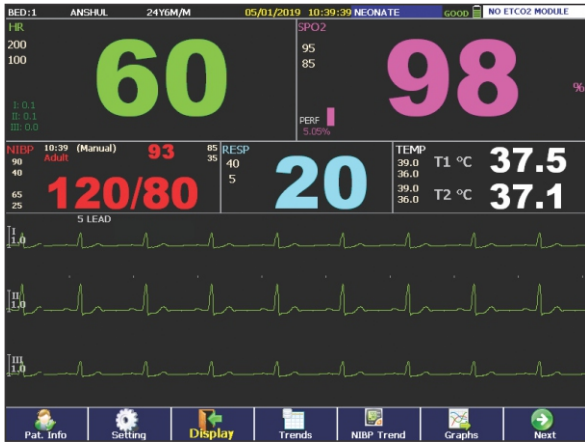 BED:1 ANSHUL 24Y6M/M 05/01/2019 10:39:39 NEONATE GOOD NO ETCO2 MODULE
HR
200
100
60
I: 0.1
II: 0.1
III: 0.0
SPO2
95
85
98
%
PERF
5.05%
NIBP 10:39 (Manual) 93 85
Adult 35
90
40
120/80
65
25
RESP
40
5
20
TEMP
39.0
36.0
T1 °C 37.5
39.0
36.0
T2 °C 37.1
5 LEAD
I
1.0
II
1.0
III
1.0
Pat. Info Setting Display Trends NIBP Trend Graphs Next